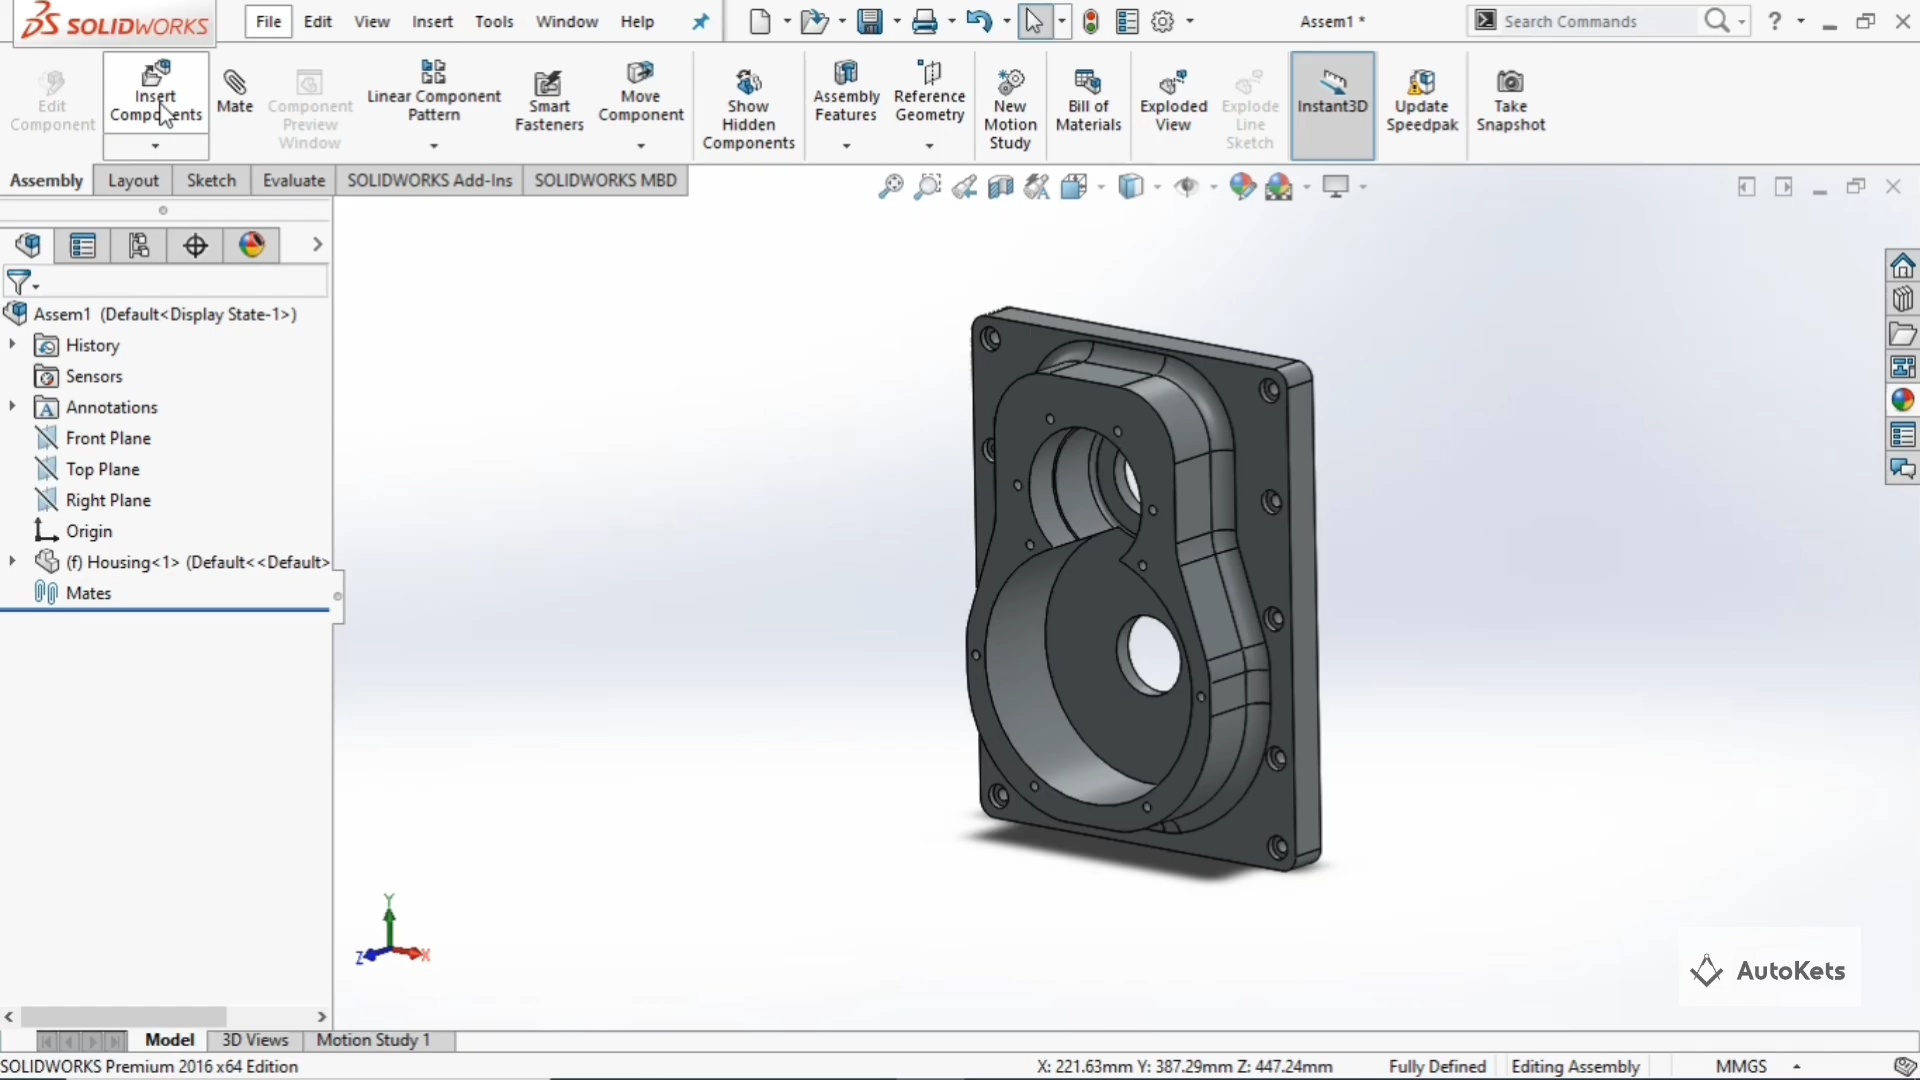 SOLIDWORKS
File Edit View Insert Tools Window Help
Assem1 *
Search Commands
?
Edit Component
Insert Components
Mate
Component Preview Window
Linear Component Pattern
Smart Fasteners
Move Component
Show Hidden Components
Assembly Features
Reference Geometry
New Motion Study
Bill of Materials
Exploded View
Explode Line Sketch
Instant3D
Update Speedpak
Take Snapshot
Assembly Layout Sketch Evaluate SOLIDWORKS Add-Ins SOLIDWORKS MBD
Assem1 (Default<Display State-1>)
History
Sensors
Annotations
Front Plane
Top Plane
Right Plane
Origin
(f) Housing<1> (Default<<Default>
Mates
Y
Z
X
AutoKets
Model 3D Views Motion Study 1
SOLIDWORKS Premium 2016 x64 Edition
X: 221.63mm Y: 387.29mm Z: 447.24mm Fully Defined Editing Assembly MMGS